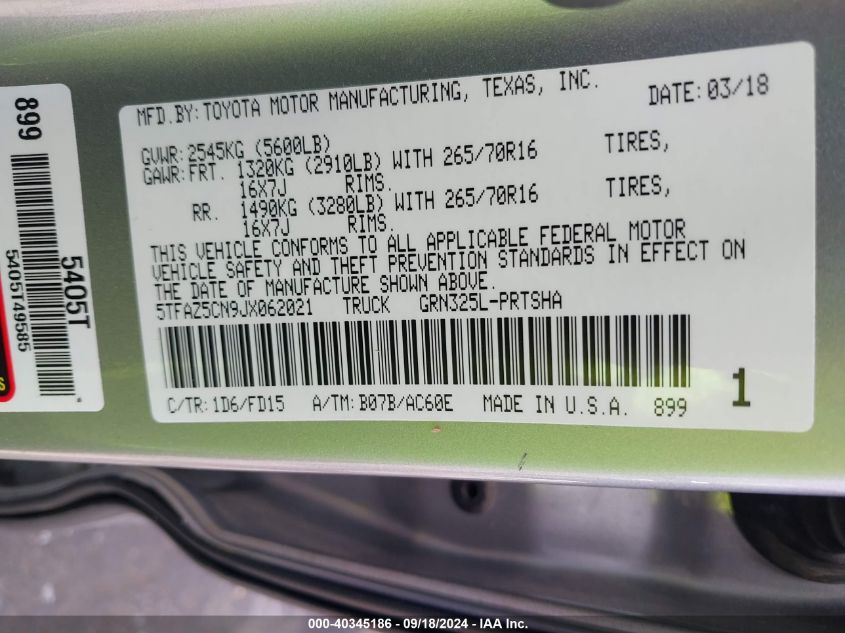 MFD.BY:TOYOTA MOTOR MANUFACTURING, TEXAS, INC. DATE:03/18
GVWR:2545KG (5600LB)
GAWR:FRT. 1320KG (2910LB) WITH 265/70R16 TIRES,
16X7J RIMS.
RR. 1490KG (3280LB) WITH 265/70R16 TIRES,
16X7J RIMS.
THIS VEHICLE CONFORMS TO ALL APPLICABLE FEDERAL MOTOR
VEHICLE SAFETY AND THEFT PREVENTION STANDARDS IN EFFECT ON
THE DATE OF MANUFACTURE SHOWN ABOVE.
5TFAZ5CN9JX062021 TRUCK GRN325L-PRTSHA
C/TR:1D6/FD15 A/TM:B07B/AC60E MADE IN U.S.A. 899
1
899
5405T
5405T49585
S
000-40345186 - 09/18/2024 - IAA Inc.